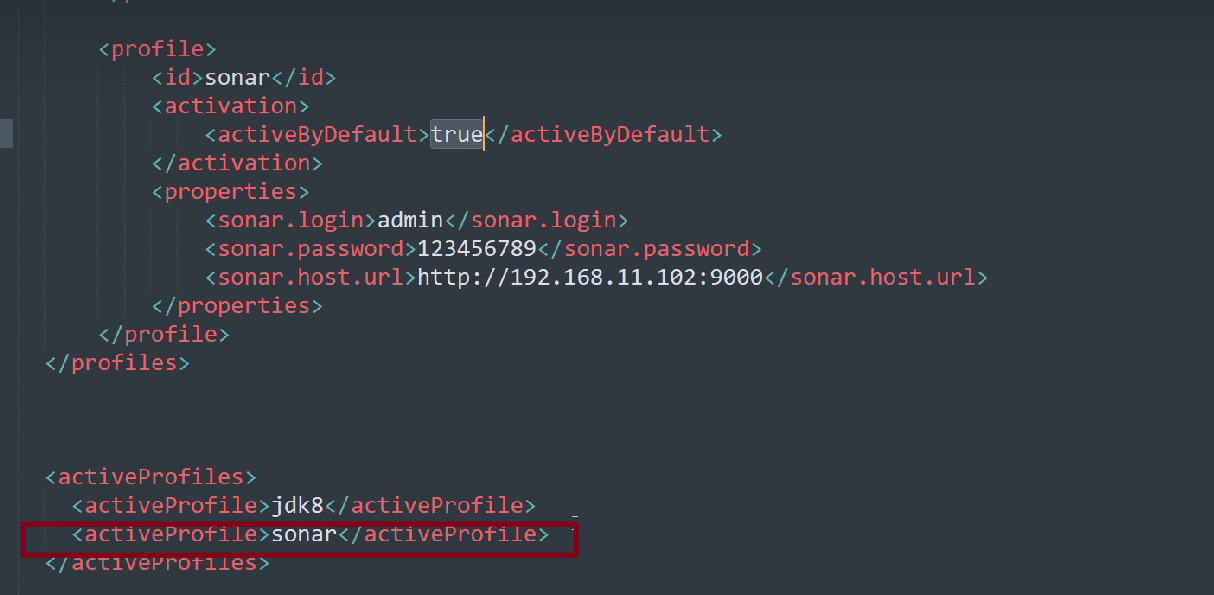 <profile>
<id>sonar</id>
<activation>
<activeByDefault>true</activeByDefault>
</activation>
<properties>
<sonar.login>admin</sonar.login>
<sonar.password>123456789</sonar.password>
<sonar.host.url>http://192.168.11.102:9000</sonar.host.url>
</properties>
</profile>
</profiles>
<activeProfiles>
<activeProfile>jdk8</activeProfile>
<activeProfile>sonar</activeProfile>
</activeProfiles>